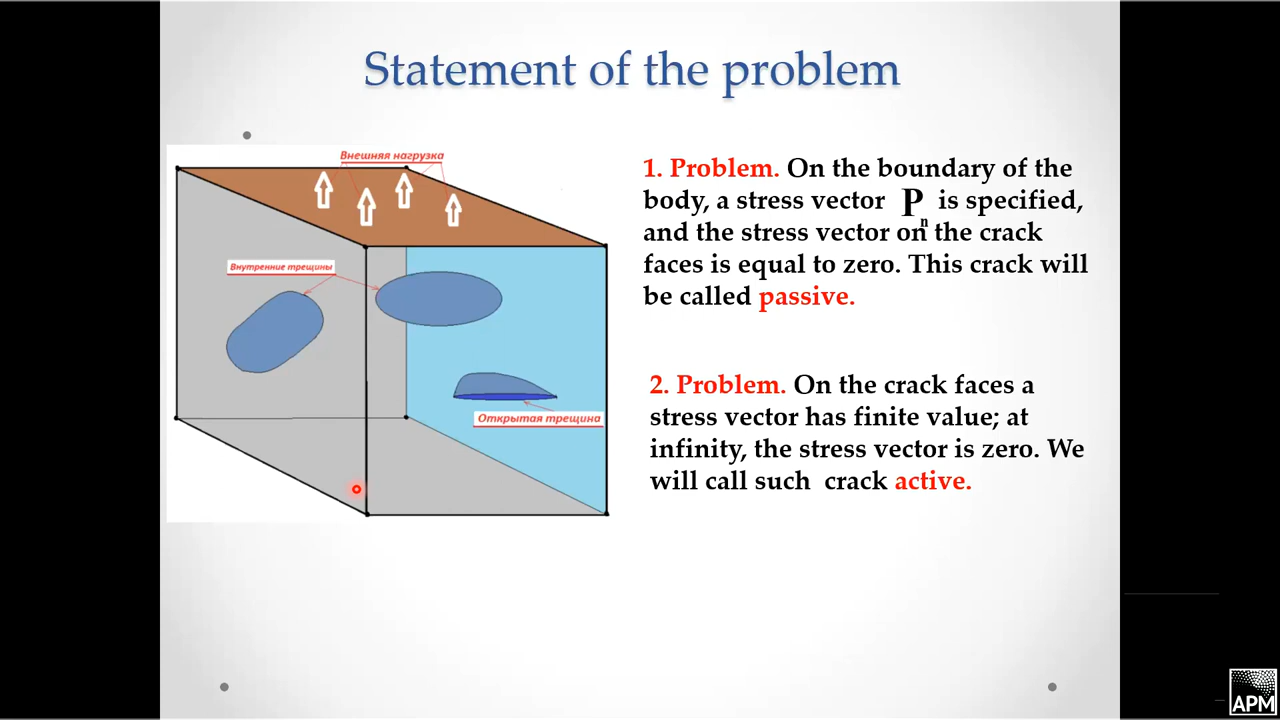 Statement of the problem
Внешняя нагрузка
Внутренние трещины
Открытая трещина
1. Problem. On the boundary of the
body, a stress vector Pn is specified,
and the stress vector on the crack
faces is equal to zero. This crack will
be called passive.
2. Problem. On the crack faces a
stress vector has finite value; at
infinity, the stress vector is zero. We
will call such crack active.
APM